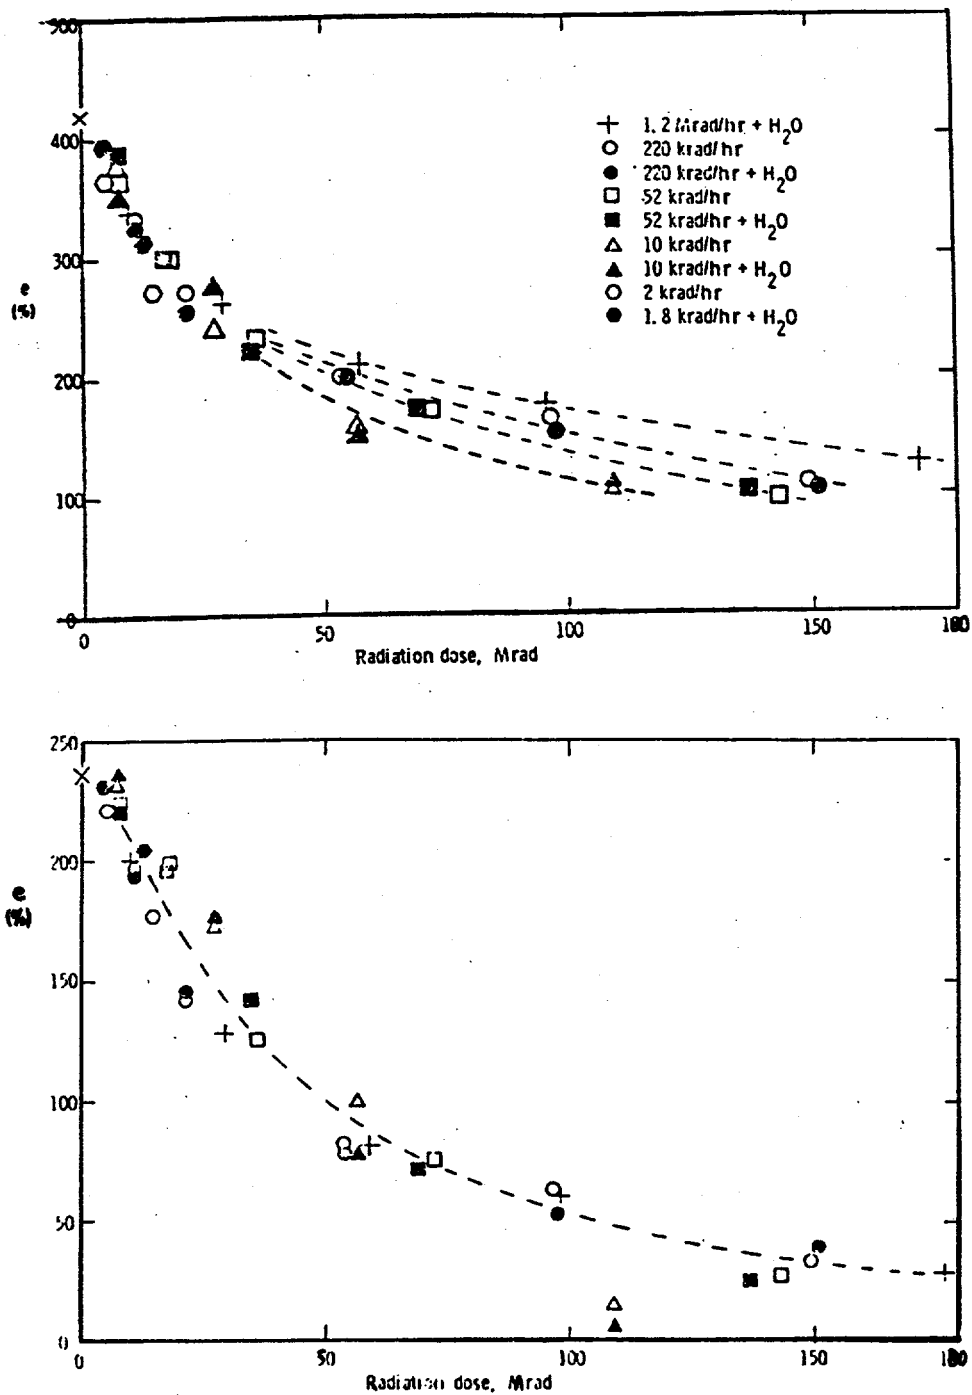 500
400
300
200
100
0
e
(%)
1.2 Mrad/hr + H2O
220 krad/hr
220 krad/hr + H2O
52 krad/hr
52 krad/hr + H2O
10 krad/hr
10 krad/hr + H2O
2 krad/hr
1.8 krad/hr + H2O
0 50 100 150 180
Radiation dose, Mrad
250
200
150
100
50
0
e
(%)
0 50 100 150 180
Radiation dose, Mrad